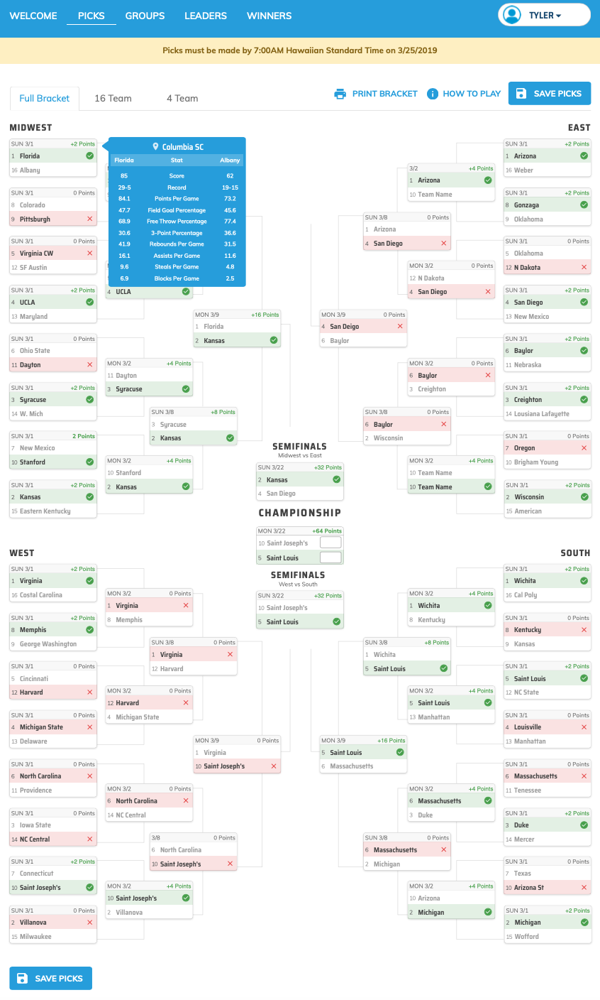 WELCOME PICKS GROUPS LEADERS WINNERS TYLER
Picks must be made by 7:00AM Hawaiian Standard Time on 3/25/2019
Full Bracket 16 Team 4 Team PRINT BRACKET HOW TO PLAY SAVE PICKS
MIDWEST
SUN 3/1 +2 Points
1 Florida
16 Albany
SUN 3/1 0 Points
8 Colorado
9 Pittsburgh
SUN 3/1 0 Points
5 Virginia CW
12 SF Austin
SUN 3/1 +2 Points
4 UCLA
13 Maryland
SUN 3/1 0 Points
6 Ohio State
11 Dayton
SUN 3/1 +2 Points
3 Syracuse
14 W. Mich
SUN 3/1 2 Points
7 New Mexico
10 Stanford
SUN 3/1 +2 Points
2 Kansas
15 Eastern Kentucky
Columbia SC
Florida Stat Albany
85 Score 62
29-5 Record 19-15
84.1 Points Per Game 73.2
47.7 Field Goal Percentage 45.6
68.9 Free Throw Percentage 77.4
30.6 3-Point Percentage 36.6
41.9 Rebounds Per Game 31.5
16.1 Assists Per Game 11.6
9.6 Steals Per Game 4.8
6.9 Blocks Per Game 2.5
4 UCLA
MON 3/2 +4 Points
11 Dayton
3 Syracuse
MON 3/2 +4 Points
10 Stanford
2 Kansas
SUN 3/8 +8 Points
3 Syracuse
2 Kansas
MON 3/9 +16 Points
1 Florida
2 Kansas
EAST
SUN 3/1 +2 Points
1 Arizona
16 Weber
SUN 3/1 +2 Points
8 Gonzaga
9 Oklahoma
SUN 3/1 0 Points
5 Oklahoma
12 N Dakota
SUN 3/1 +2 Points
4 San Diego
13 New Mexico
SUN 3/1 +2 Points
6 Baylor
11 Nebraska
SUN 3/1 +2 Points
3 Creighton
14 Lousiana Lafayette
SUN 3/1 0 Points
7 Oregon
10 Brigham Young
SUN 3/1 +2 Points
2 Wisconsin
15 American
3/2 +4 Points
1 Arizona
10 Team Name
MON 3/2 0 Points
12 N Dakota
4 San Diego
MON 3/2 0 Points
6 Baylor
3 Creighton
MON 3/2 +4 Points
10 Team Name
10 Team Name
SUN 3/8 0 Points
1 Arizona
4 San Diego
SUN 3/8 0 Points
6 Baylor
2 Wisconsin
MON 3/9 0 Points
4 San Deigo
6 Baylor
SEMIFINALS
Midwest vs East
SUN 3/22 +32 Points
2 Kansas
4 San Diego
CHAMPIONSHIP
MON 3/22 +64 Points
10 Saint Joseph's
5 Saint Louis
SEMIFINALS
West vs South
SUN 3/22 +32 Points
10 Saint Joseph's
5 Saint Louis
WEST
SUN 3/1 +2 Points
1 Virginia
16 Costal Carolina
SUN 3/1 +2 Points
8 Memphis
9 George Washington
SUN 3/1 0 Points
5 Cincinnati
12 Harvard
SUN 3/1 0 Points
4 Michigan State
13 Delaware
SUN 3/1 0 Points
6 North Carolina
11 Providence
SUN 3/1 0 Points
3 Iowa State
14 NC Central
SUN 3/1 +2 Points
7 Connecticut
10 Saint Joseph's
SUN 3/1 0 Points
2 Villanova
15 Milwaukee
MON 3/2 0 Points
1 Virginia
8 Memphis
MON 3/2 0 Points
12 Harvard
4 Michigan State
MON 3/2 0 Points
6 North Carolina
14 NC Central
MON 3/2 +4 Points
10 Saint Joseph's
2 Villanova
SUN 3/8 0 Points
1 Virginia
12 Harvard
3/8 0 Points
6 North Carolina
10 Saint Joseph's
MON 3/9 0 Points
1 Virginia
10 Saint Joseph's
SOUTH
SUN 3/1 +2 Points
1 Wichita
16 Cal Poly
SUN 3/1 0 Points
8 Kentucky
9 Kansas
SUN 3/1 +2 Points
5 Saint Louis
12 NC State
SUN 3/1 0 Points
4 Louisville
13 Manhattan
SUN 3/1 0 Points
6 Massachusetts
11 Tenessee
SUN 3/1 +2 Points
3 Duke
14 Mercer
SUN 3/1 0 Points
7 Texas
10 Arizona St
SUN 3/1 +2 Points
2 Michigan
15 Wofford
MON 3/2 +4 Points
1 Wichita
8 Kentucky
MON 3/2 +4 Points
5 Saint Louis
13 Manhattan
MON 3/2 +4 Points
6 Massachusetts
3 Duke
MON 3/2 +4 Points
10 Arizona
2 Michigan
SUN 3/8 +8 Points
1 Wichita
5 Saint Louis
SUN 3/8 0 Points
6 Massachusetts
2 Michigan
MON 3/9 +16 Points
5 Saint Louis
6 Massachusetts
SAVE PICKS